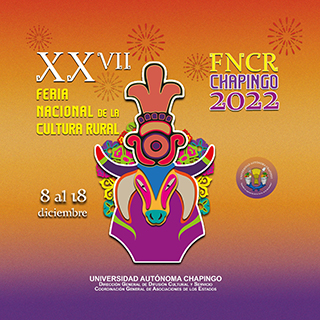 XXVII
FERIA
NACIONAL DE LA
CULTURA RURAL
FNCR
CHAPINGO
2022
8 al 18
diciembre
UNIVERSIDAD AUTÓNOMA CHAPINGO
DIRECCIÓN GENERAL DE DIFUSIÓN CULTURAL Y SERVICIO
COORDINACIÓN GENERAL DE ASOCIACIONES DE LOS ESTADOS